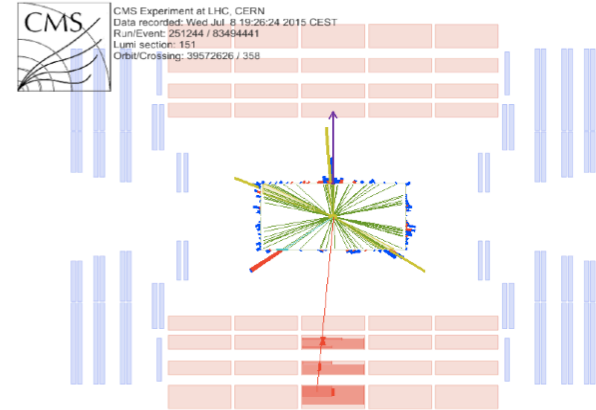 CMS
CMS Experiment at LHC, CERN
Data recorded: Wed Jul 8 19:26:24 2015 CEST
Run/Event: 251244 / 83494441
Lumi section: 151
Orbit/Crossing: 39572626 / 358